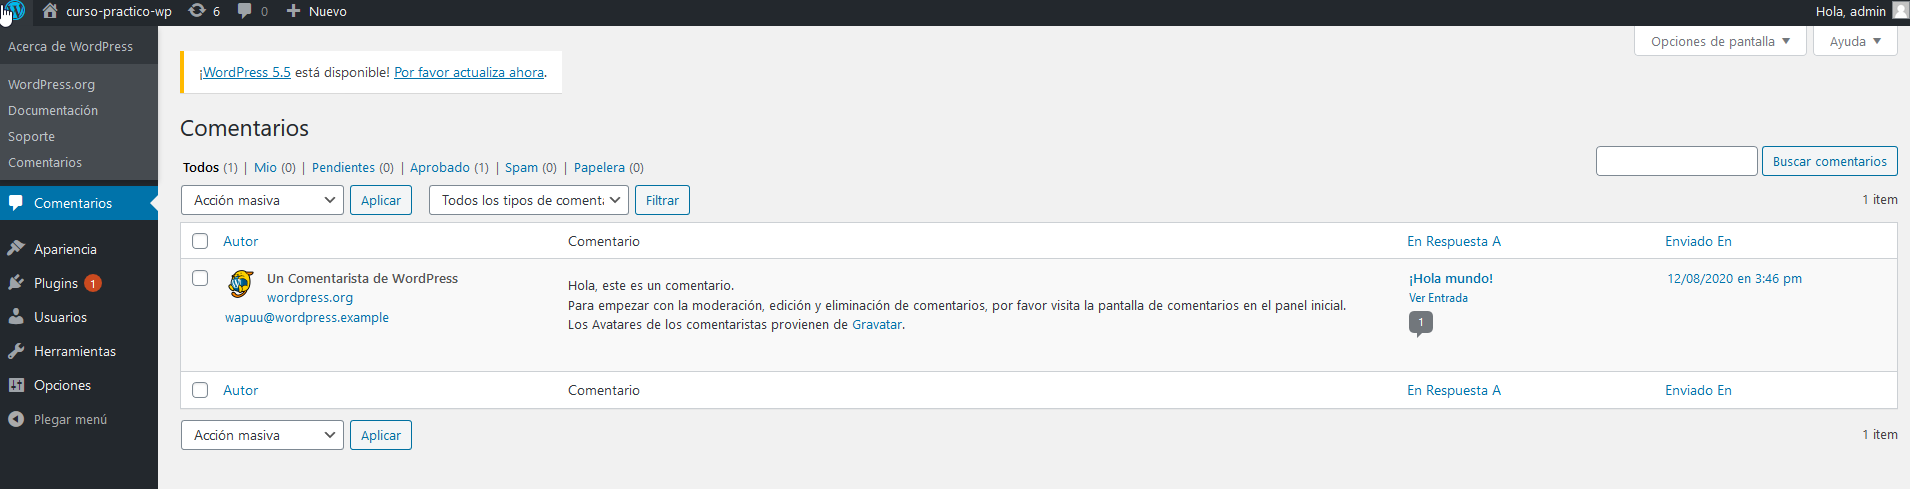 curso-practico-wp 6 0 Nuevo Hola, admin
Acerca de WordPress
WordPress.org
Documentación
Soporte
Comentarios
Comentarios
Apariencia
Plugins 1
Usuarios
Herramientas
Opciones
Plegar menú
Opciones de pantalla Ayuda
¡WordPress 5.5 está disponible! Por favor actualiza ahora.
Comentarios
Todos (1) | Mio (0) | Pendientes (0) | Aprobado (1) | Spam (0) | Papelera (0)
Buscar comentarios
Acción masiva Aplicar Todos los tipos de coment Filtrar 1 item
Autor Comentario En Respuesta A Enviado En
Un Comentarista de WordPress
wordpress.org
wapuu@wordpress.example
Hola, este es un comentario.
Para empezar con la moderación, edición y eliminación de comentarios, por favor visita la pantalla de comentarios en el panel inicial.
Los Avatares de los comentaristas provienen de Gravatar.
¡Hola mundo!
Ver Entrada
1
12/08/2020 en 3:46 pm
Autor Comentario En Respuesta A Enviado En
Acción masiva Aplicar 1 item